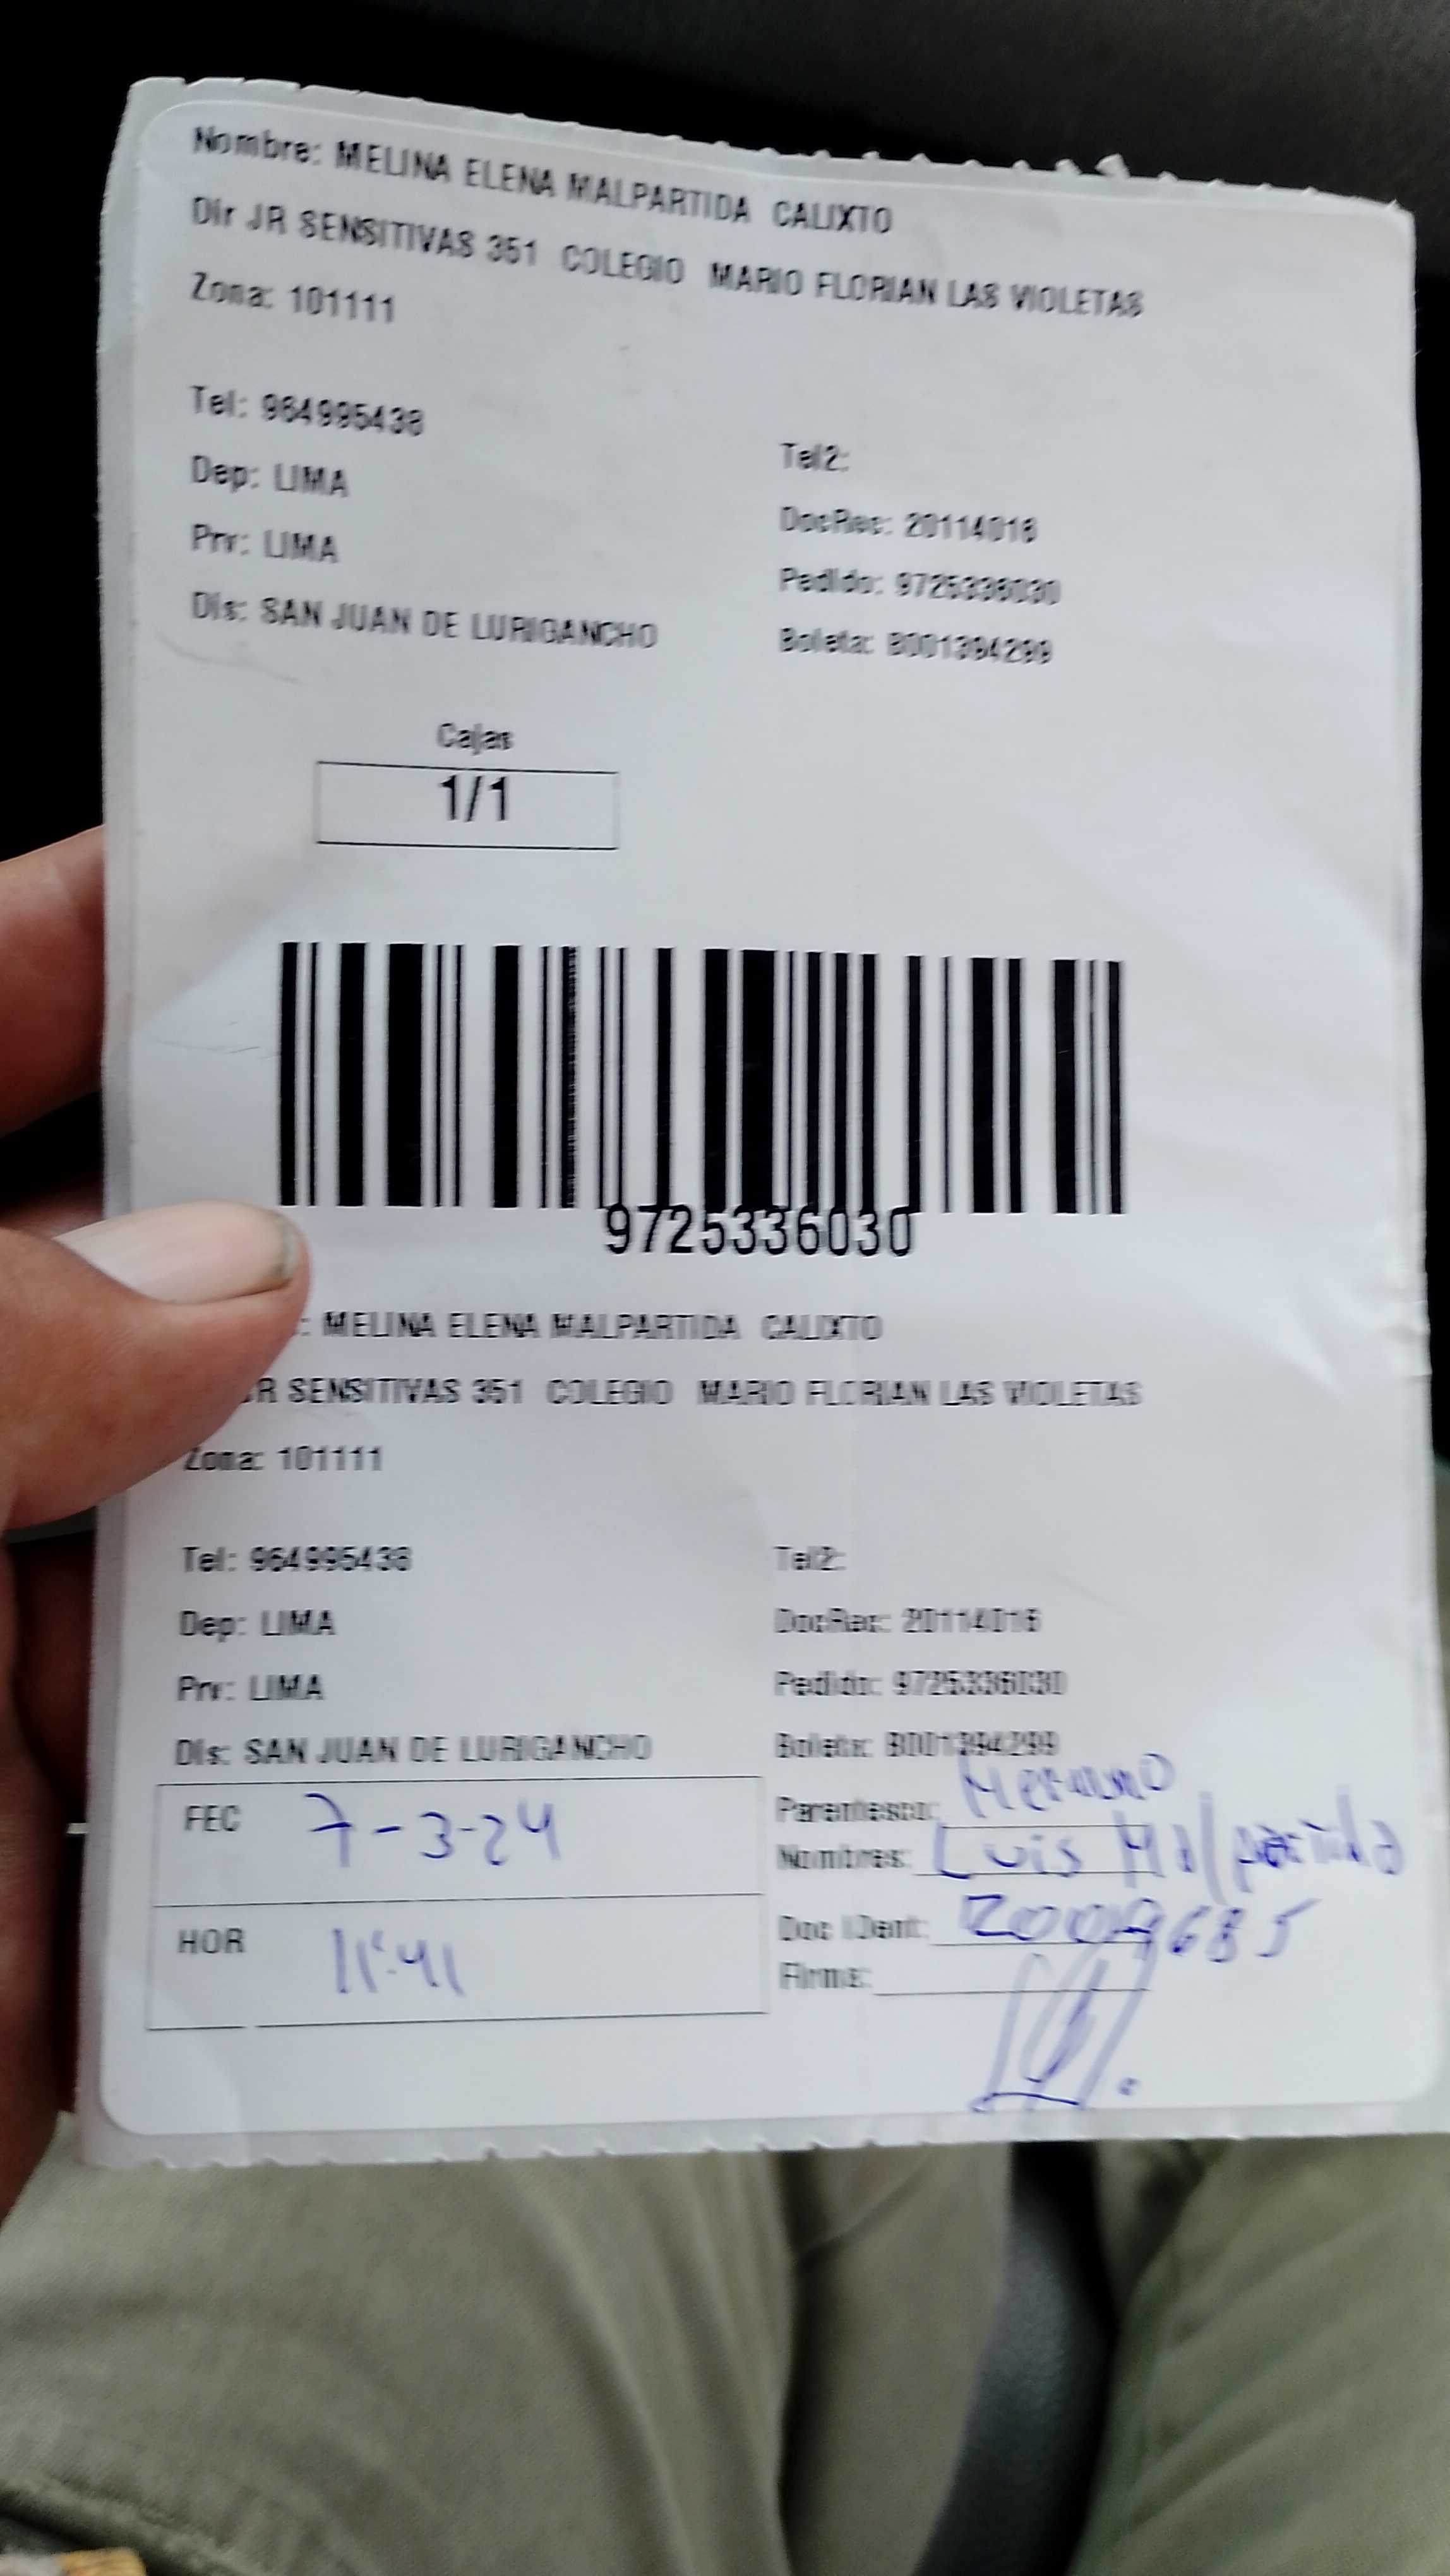 Nombre: MELINA ELENA MALPARTIDA CALIXTO
Dir JR SENSITIVAS 351 COLEGIO MARIO FLORIAN LAS VIOLETAS
Zona: 101111
Tel: 964995438
Tel2:
Dep: LIMA
DocRec: 20114016
Prv: LIMA
Pedido: 9725336030
Dis: SAN JUAN DE LURIGANCHO
Boleta: B001394299
Cajas
1/1
9725336030
: MELINA ELENA MALPARTIDA CALIXTO
JR SENSITIVAS 351 COLEGIO MARIO FLORIAN LAS VIOLETAS
Zona: 101111
Tel: 964995438
Tel2:
Dep: LIMA
DocRec: 20114016
Prv: LIMA
Pedido: 9725336030
Dis: SAN JUAN DE LURIGANCHO
Boleta: B001394299
FEC 7-3-24
Parentesco: Hermano
Nombres: Luis Malpartida
HOR 11:41
Doc IDent: 20009685
Firma: